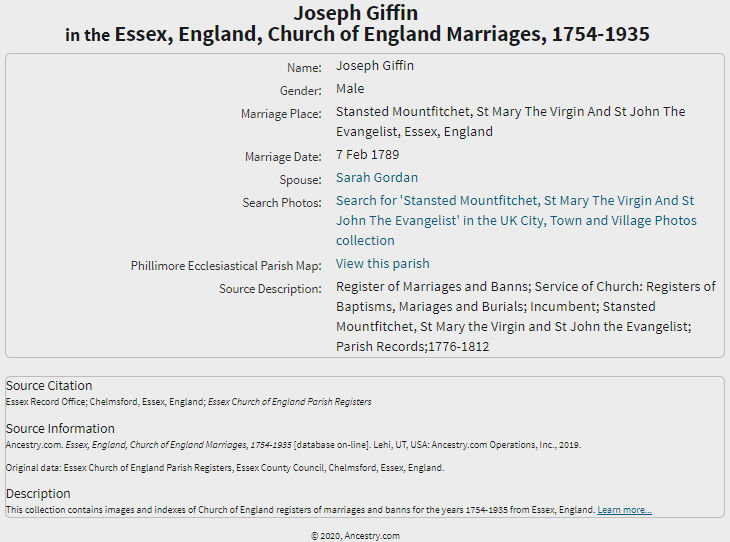 Joseph Giffin
in the Essex, England, Church of England Marriages, 1754-1935
Name: Joseph Giffin
Gender: Male
Marriage Place: Stansted Mountfitchet, St Mary The Virgin And St John The
Evangelist, Essex, England
Marriage Date: 7 Feb 1789
Spouse: Sarah Gordan
Search Photos: Search for 'Stansted Mountfitchet, St Mary The Virgin And St
John The Evangelist' in the UK City, Town and Village Photos
collection
Phillimore Ecclesiastical Parish Map: View this parish
Source Description: Register of Marriages and Banns; Service of Church: Registers of
Baptisms, Mariages and Burials; Incumbent; Stansted
Mountfitchet, St Mary the Virgin and St John the Evangelist;
Parish Records;1776-1812
Source Citation
Essex Record Office; Chelmsford, Essex, England; Essex Church of England Parish Registers
Source Information
Ancestry.com. Essex, England, Church of England Marriages, 1754-1935 [database on-line]. Lehi, UT, USA: Ancestry.com Operations, Inc., 2019.
Original data: Essex Church of England Parish Registers, Essex County Council, Chelmsford, Essex, England.
Description
This collection contains images and indexes of Church of England registers of marriages and banns for the years 1754-1935 from Essex, England. Learn more...
© 2020, Ancestry.com